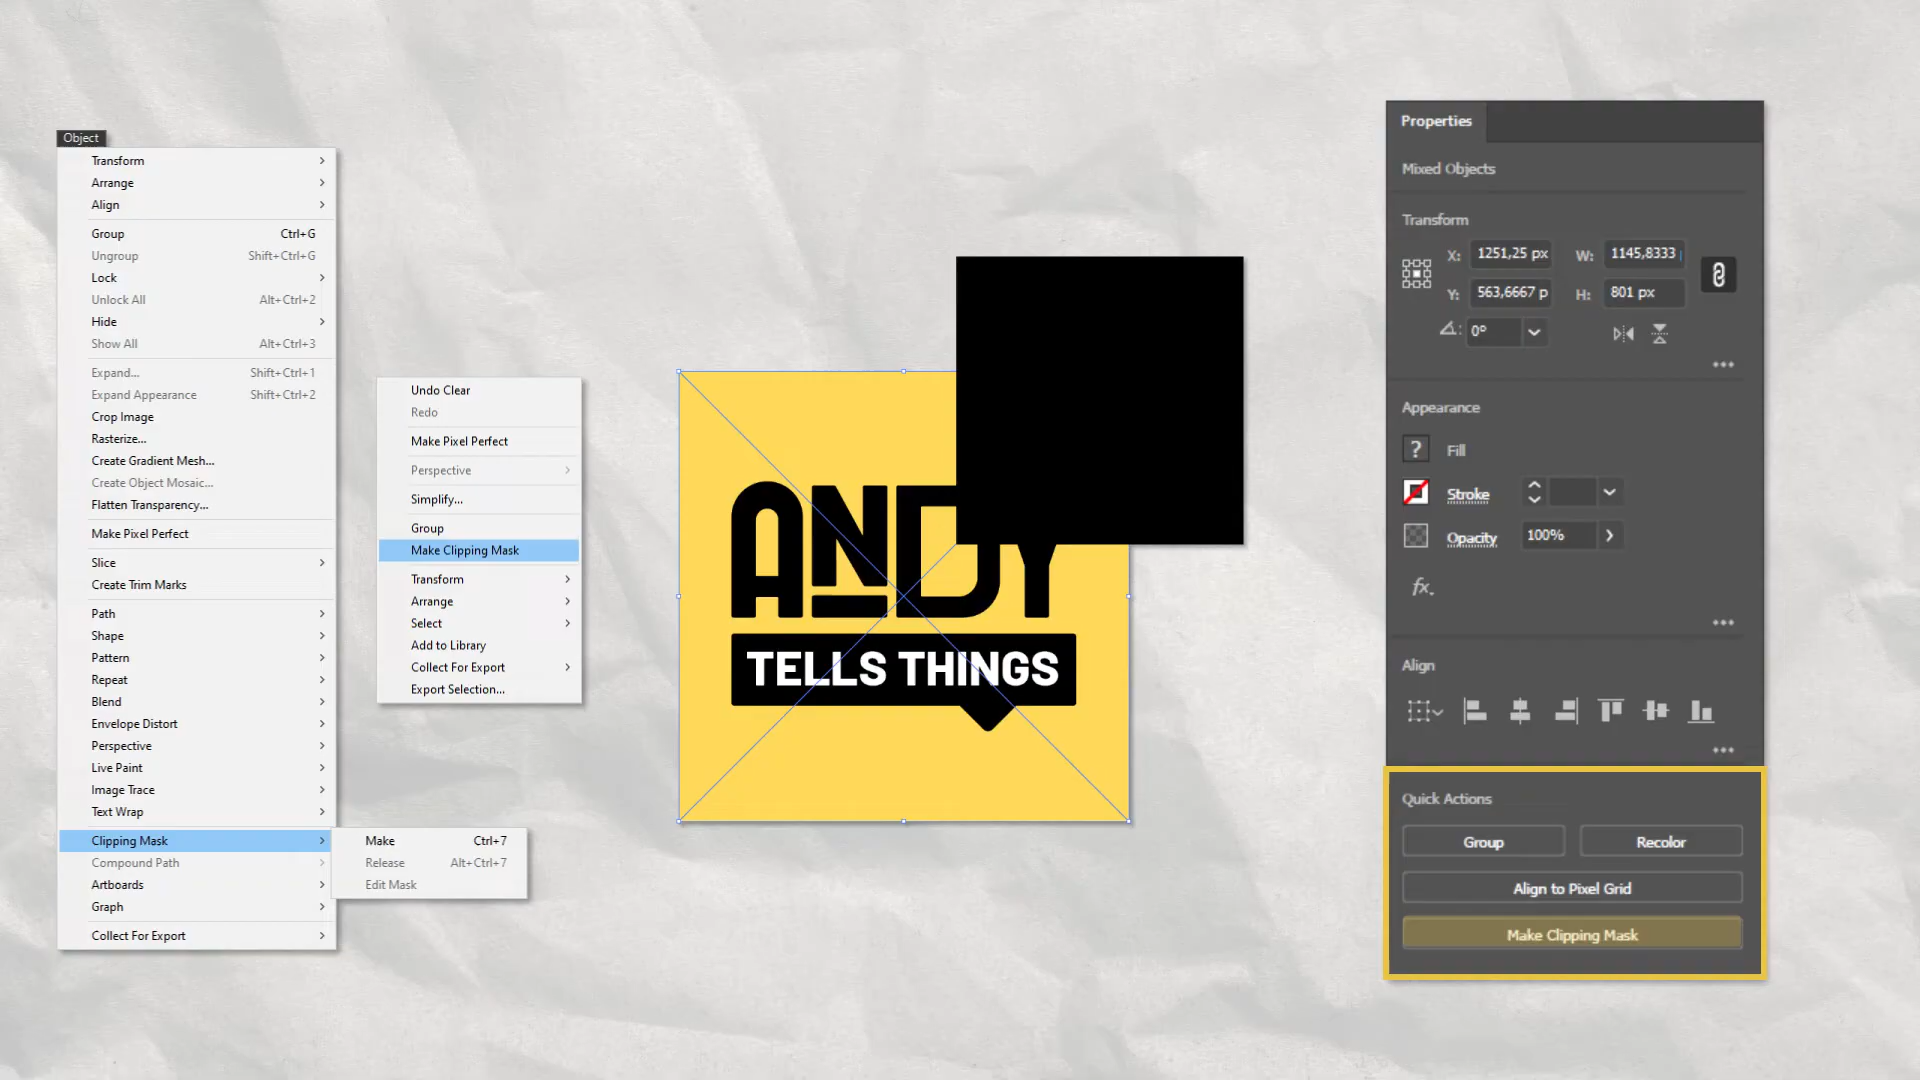 Object
Transform
Arrange
Align
Group Ctrl+G
Ungroup Shift+Ctrl+G
Lock
Unlock All Alt+Ctrl+2
Hide
Show All Alt+Ctrl+3
Expand... Shift+Ctrl+1
Expand Appearance Shift+Ctrl+2
Crop Image
Rasterize...
Create Gradient Mesh...
Create Object Mosaic...
Flatten Transparency...
Make Pixel Perfect
Slice
Create Trim Marks
Path
Shape
Pattern
Repeat
Blend
Envelope Distort
Perspective
Live Paint
Image Trace
Text Wrap
Clipping Mask
Compound Path
Artboards
Graph
Collect For Export
Make Ctrl+7
Release Alt+Ctrl+7
Edit Mask
Undo Clear
Redo
Make Pixel Perfect
Perspective
Simplify...
Group
Make Clipping Mask
Transform
Arrange
Select
Add to Library
Collect For Export
Export Selection...
ANDY
TELLS THINGS
Properties
Mixed Objects
Transform
X: 1251,25 px W: 1145,8333
Y: 563,6667 p H: 801 px
0°
Appearance
? Fill
Stroke
Opacity 100%
fx.
Align
Quick Actions
Group Recolor
Align to Pixel Grid
Make Clipping Mask